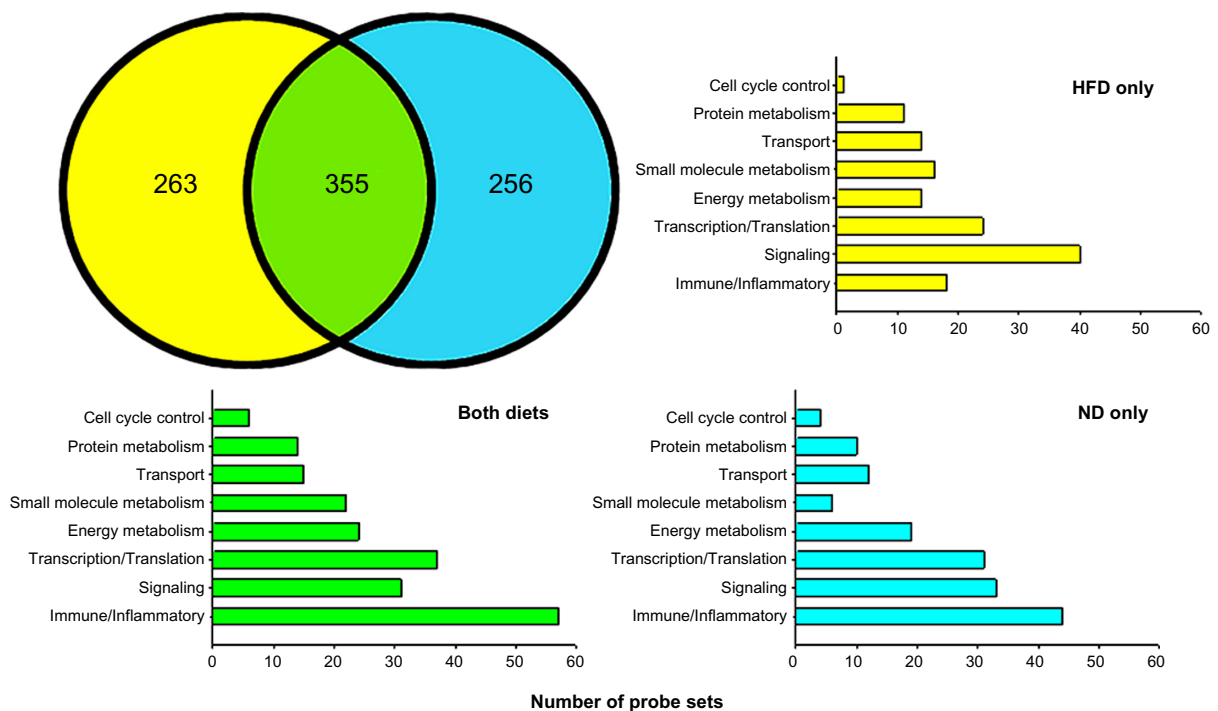 263
355
256
HFD only
Cell cycle control
Protein metabolism
Transport
Small molecule metabolism
Energy metabolism
Transcription/Translation
Signaling
Immune/Inflammatory
0 10 20 30 40 50 60
Both diets
Cell cycle control
Protein metabolism
Transport
Small molecule metabolism
Energy metabolism
Transcription/Translation
Signaling
Immune/Inflammatory
0 10 20 30 40 50 60
ND only
Cell cycle control
Protein metabolism
Transport
Small molecule metabolism
Energy metabolism
Transcription/Translation
Signaling
Immune/Inflammatory
0 10 20 30 40 50 60
Number of probe sets